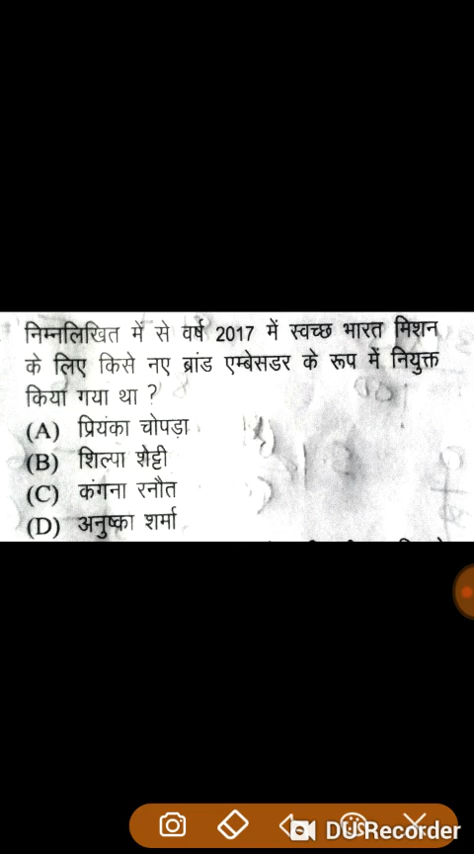 निम्नलिखित में से वर्ष 2017 में स्वच्छ भारत मिशन
के लिए किसे नए ब्रांड एम्बेसडर के रूप में नियुक्त
किया गया था ?
(A) प्रियंका चोपड़ा
(B) शिल्पा शेट्टी
(C) कंगना रनौत
(D) अनुष्का शर्मा
DU Recorder